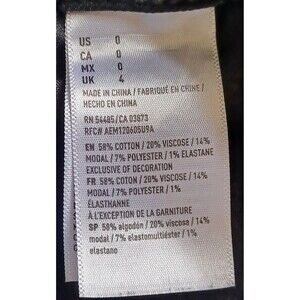 US 0
CA 0
MX 0
UK 4
MADE IN CHINA / FABRIQUÉ EN CHINE /
HECHO EN CHINA
RN 54485/CA 03873
RFC# AEM120605U9A
EN 58% COTTON / 20% VISCOSE / 14%
MODAL / 7% POLYESTER / 1% ELASTANE
EXCLUSIVE OF DECORATION
FR 58% COTON / 20% VISCOSE / 14%
MODAL / 7% POLYESTER / 1%
ÉLASTHANNE
À L'EXCEPTION DE LA GARNITURE
SP 58% algodón / 20% viscosa / 14%
modal / 7% elastomultiéster / 1%
elastano